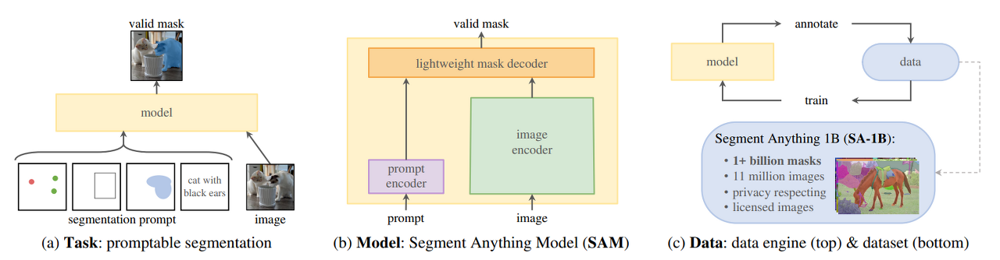 valid mask
model
cat with
black ears
segmentation prompt
image
(a) Task: promptable segmentation
valid mask
lightweight mask decoder
image
encoder
prompt
encoder
prompt
image
(b) Model: Segment Anything Model (SAM)
annotate
model
data
train
Segment Anything 1B (SA-1B):
• 1+ billion masks
• 11 million images
• privacy respecting
• licensed images
(c) Data: data engine (top) & dataset (bottom)